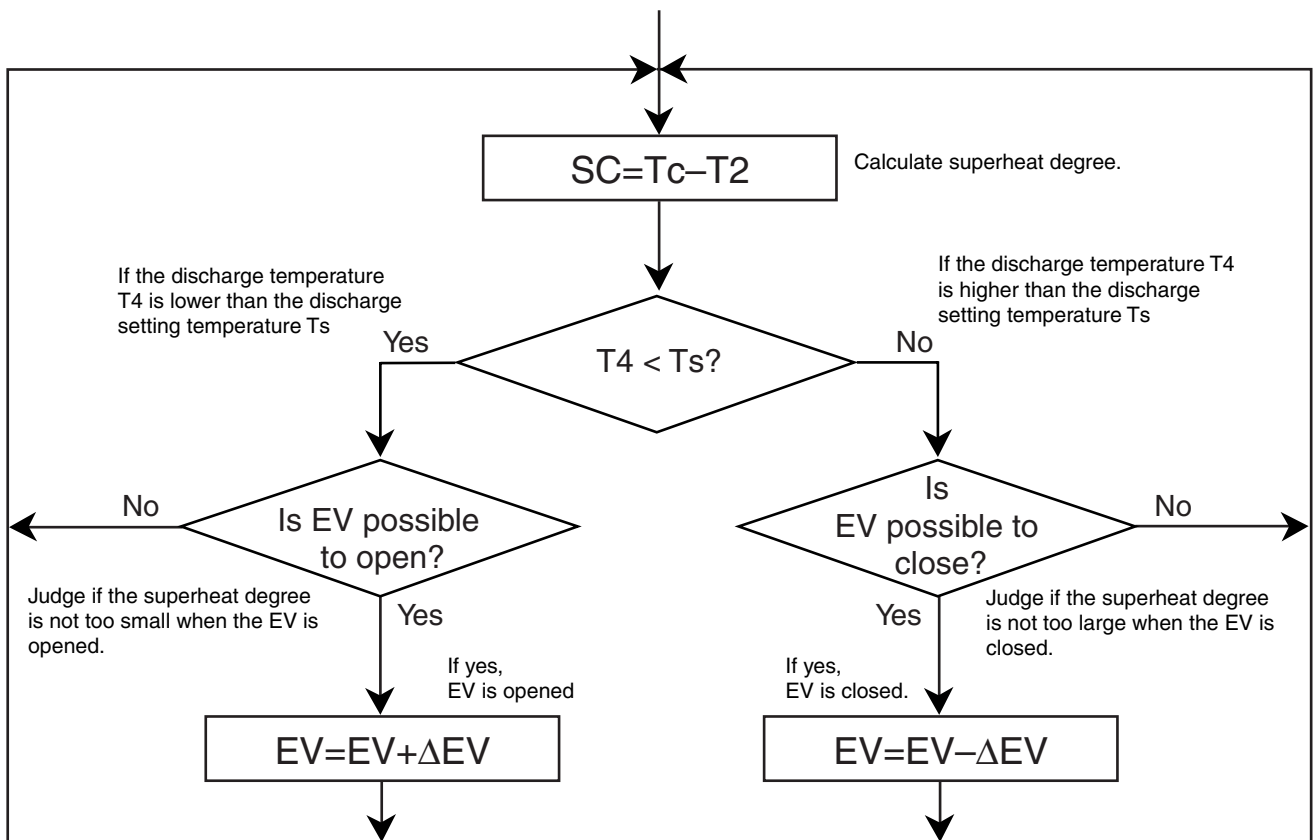 SC=Tc–T2
Calculate superheat degree.
If the discharge temperature
T4 is lower than the discharge
setting temperature Ts
If the discharge temperature T4
is higher than the discharge
setting temperature Ts
Yes
T4 < Ts?
No
No
Is EV possible
to open?
Is
EV possible to
close?
No
Judge if the superheat degree
is not too small when the EV is
opened.
Yes
Yes
Judge if the superheat degree
is not too large when the EV is
closed.
If yes,
EV is opened
If yes,
EV is closed.
EV=EV+ΔEV
EV=EV–ΔEV